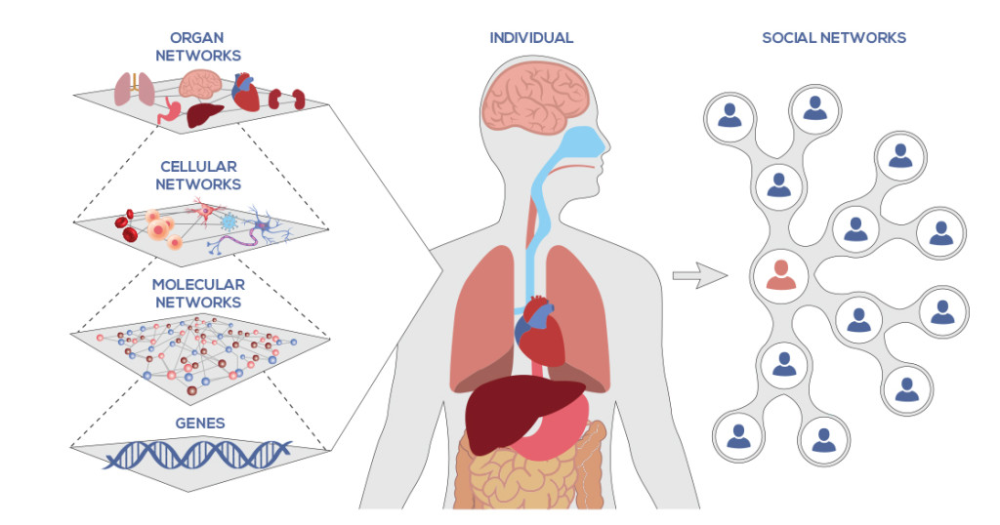 ORGAN
NETWORKS
CELLULAR
NETWORKS
MOLECULAR
NETWORKS
GENES
INDIVIDUAL
SOCIAL NETWORKS